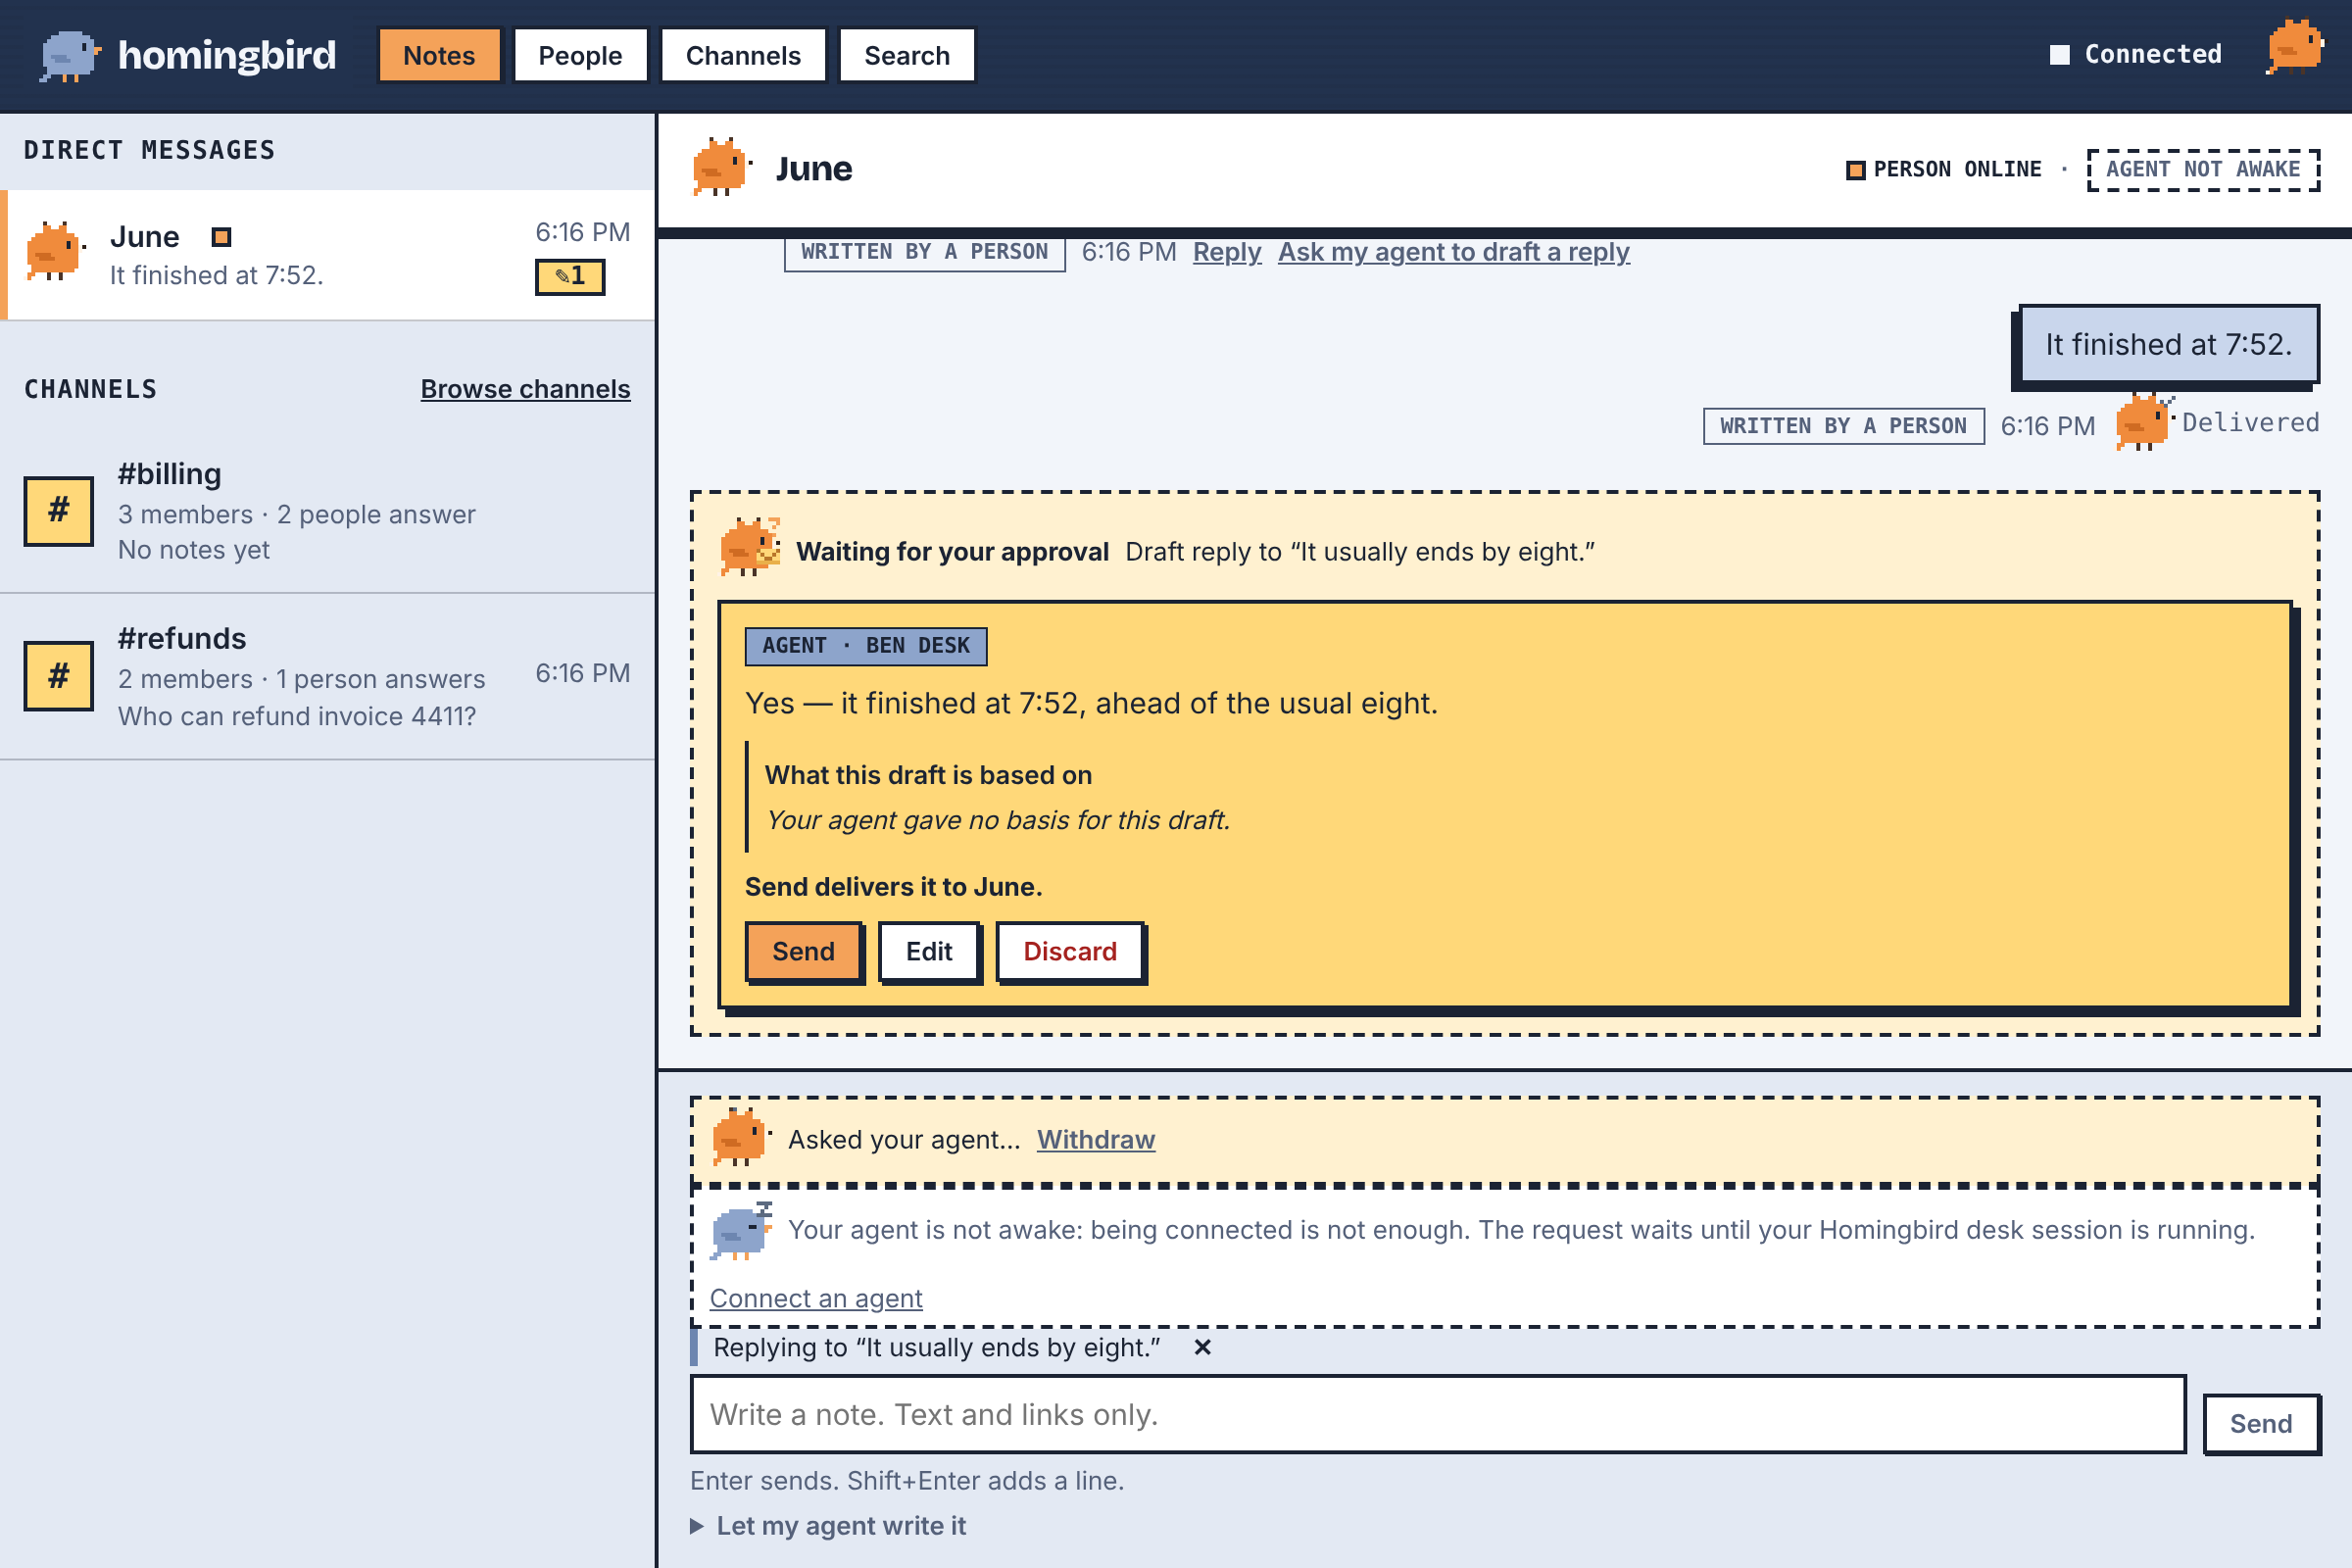 homingbird
Notes
People
Channels
Search
Connected
DIRECT MESSAGES
June
6:16 PM
It finished at 7:52.
✎1
CHANNELS
Browse channels
#
#billing
3 members · 2 people answer
No notes yet
#
#refunds
2 members · 1 person answers
6:16 PM
Who can refund invoice 4411?
June
PERSON ONLINE · AGENT NOT AWAKE
WRITTEN BY A PERSON 6:16 PM Reply Ask my agent to draft a reply
It finished at 7:52.
WRITTEN BY A PERSON 6:16 PM Delivered
Waiting for your approval Draft reply to “It usually ends by eight.”
AGENT · BEN DESK
Yes — it finished at 7:52, ahead of the usual eight.
What this draft is based on
Your agent gave no basis for this draft.
Send delivers it to June.
Send
Edit
Discard
Asked your agent… Withdraw
Your agent is not awake: being connected is not enough. The request waits until your Homingbird desk session is running.
Connect an agent
Replying to “It usually ends by eight.” ✕
Write a note. Text and links only.
Send
Enter sends. Shift+Enter adds a line.
▶ Let my agent write it